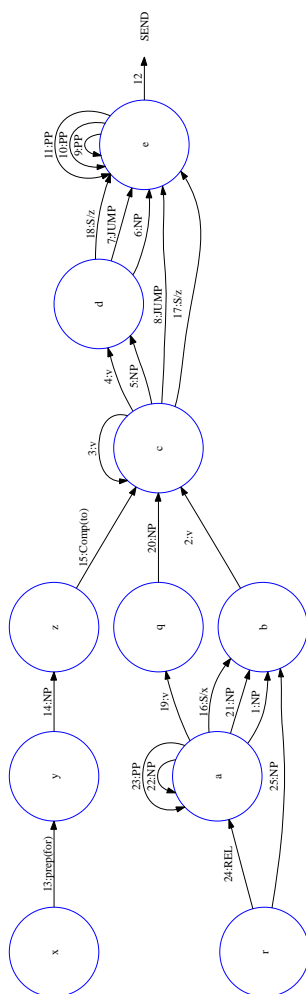 12
SEND
11:PP
10:PP
9:PP
e
18:S/z
7:JUMP
6:NP
d
8:JUMP
17:S/z
4:v
5:NP
3:v
c
15:Comp(to)
20:NP
2:v
z
q
b
14:NP
19:v
16:S/x
21:NP
1:NP
23:PP
22:NP
25:NP
y
a
13:prep(for)
24:REL
x
r